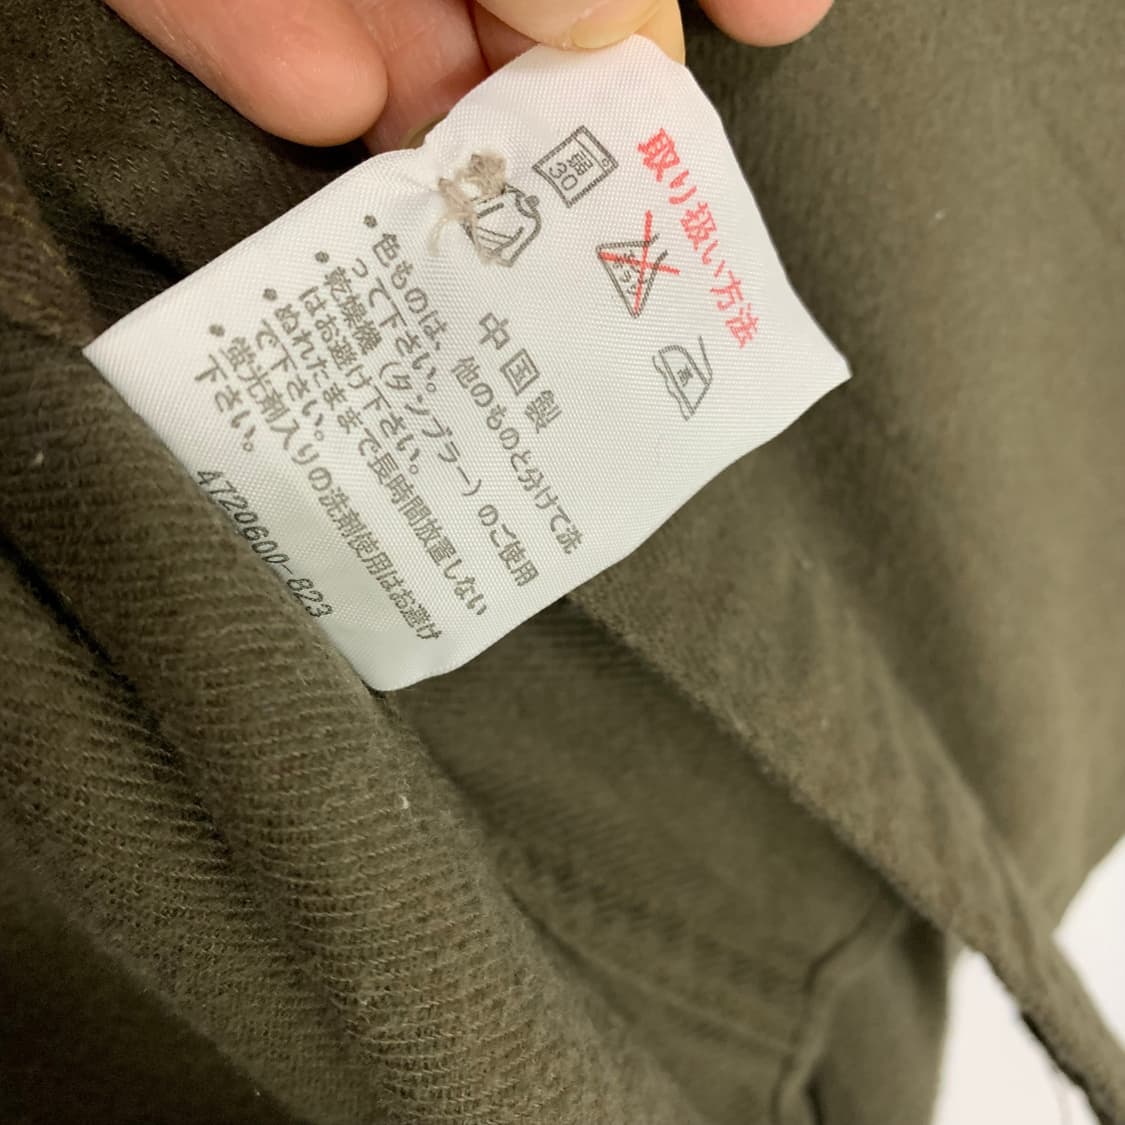 取り扱い方法
弱
30
中
中国製
・色ものは、他のものと分けて洗
って下さい。
・乾燥機（タンブラー）のご使用
はお避け下さい。
・ぬれたままで長時間放置しない
で下さい。
・蛍光剤入りの洗剤使用はお避け
下さい。
4720600-823